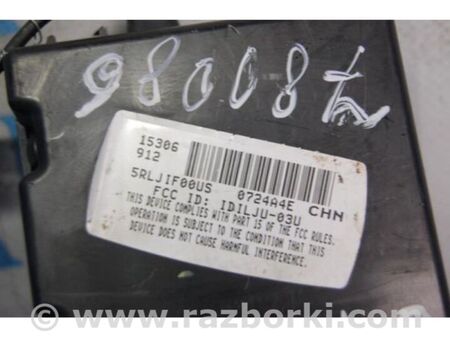 98008
15306
912
5RLJIF00US 0724A4E CHN
FCC ID: IDILJU-03U
THIS DEVICE COMPLIES WITH PART 15 OF THE FCC RULES.
OPERATION IS SUBJECT TO THE CONDITION THAT THIS
DEVICE DOES NOT CAUSE HARMFUL INTERFERENCE.
www.razborki.com